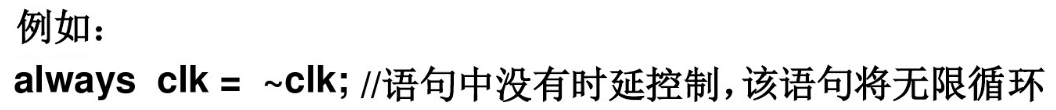 例如：
always clk = ~clk; //语句中没有时延控制，该语句将无限循环